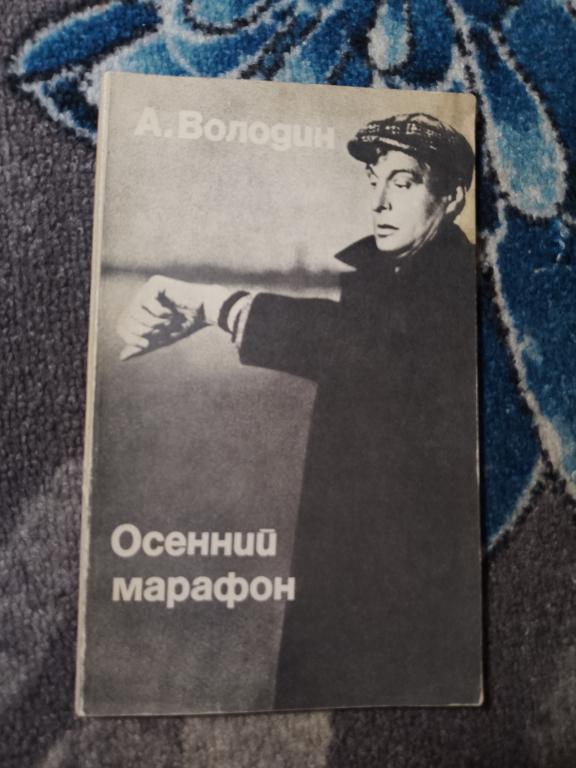 А. Володин
Осенний
марафон